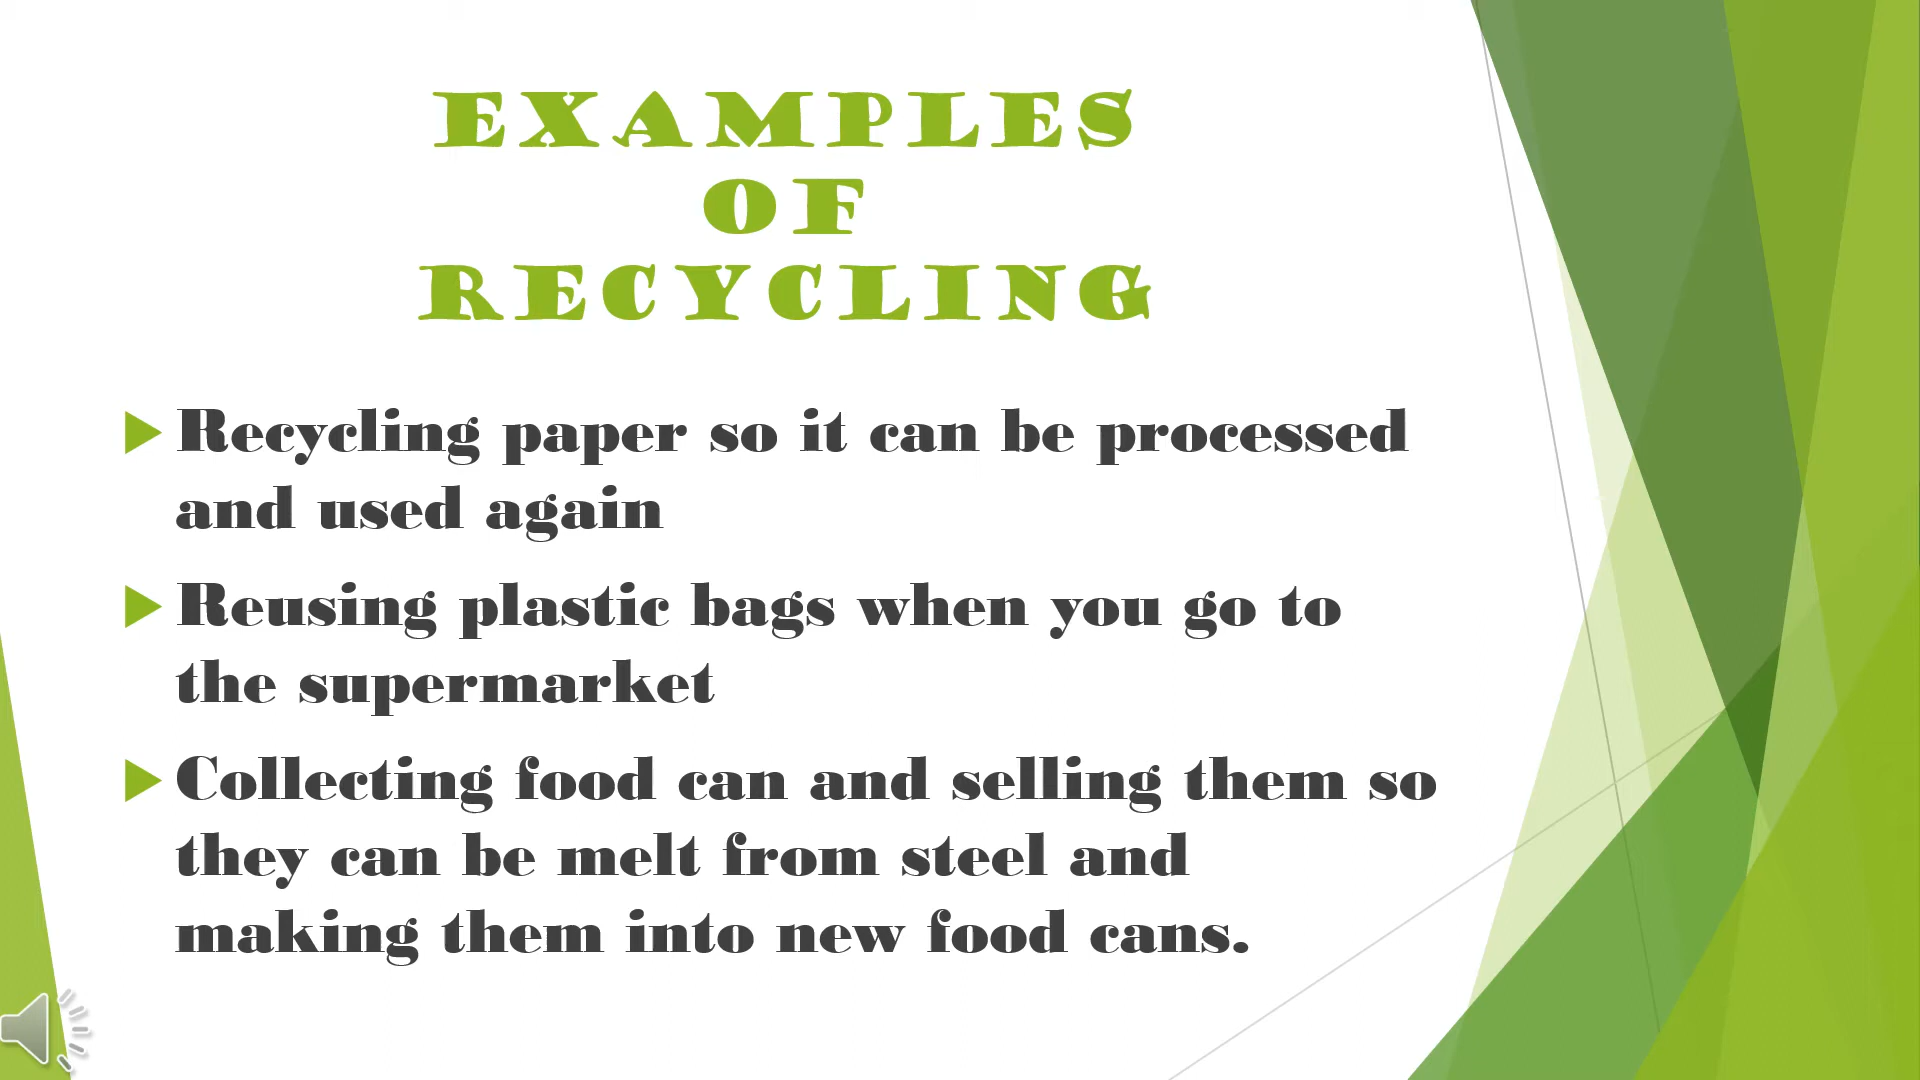 EXAMPLES
OF
RECYCLING
Recycling paper so it can be processed
and used again
Reusing plastic bags when you go to
the supermarket
Collecting food can and selling them so
they can be melt from steel and
making them into new food cans.